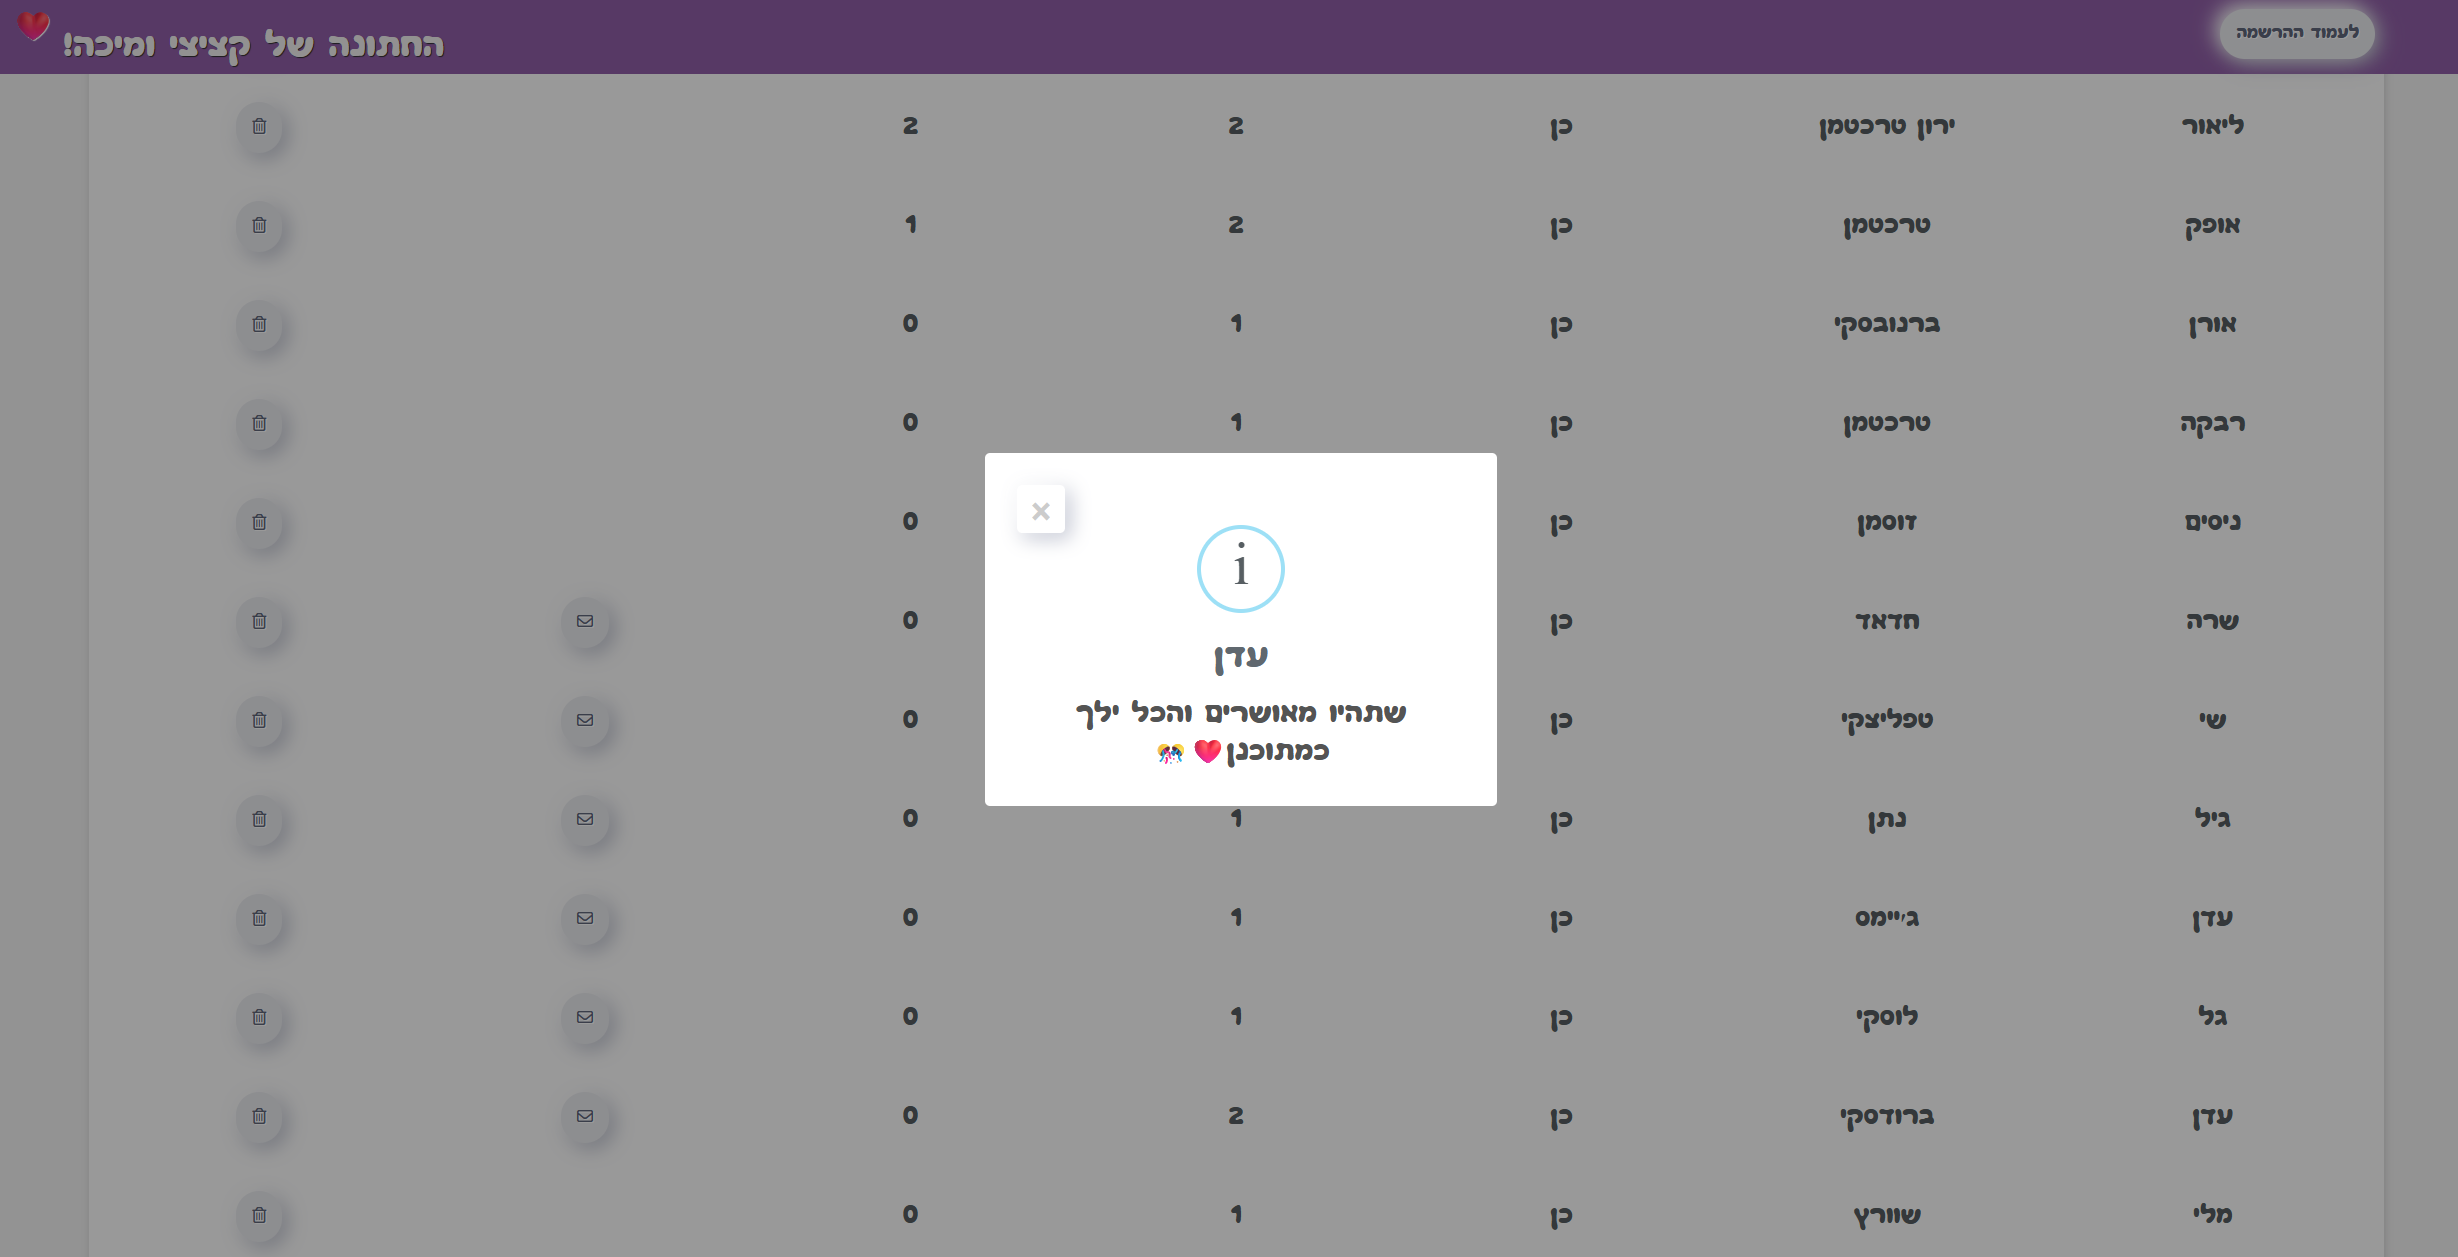 לעמוד ההרשמה
החתונה של קציצי ומיכה! ❤️
ליאור ירון טרכטמן כן 2 2
אופק טרכטמן כן 2 1
אורן ברנובסקי כן 1 0
רבקה טרכטמן כן 1 0
ניסים זוסמן כן 0
שרה חדאד כן 0
שי טפליצקי כן 0
גיל נתן כן 1 0
עדן ג'יימס כן 1 0
גל לוסקי כן 1 0
עדן ברודסקי כן 2 0
מלי שוורץ כן 1 0
×
i
עדן
שתהיו מאושרים והכל ילך
כמתוכנן❤️ 🎊